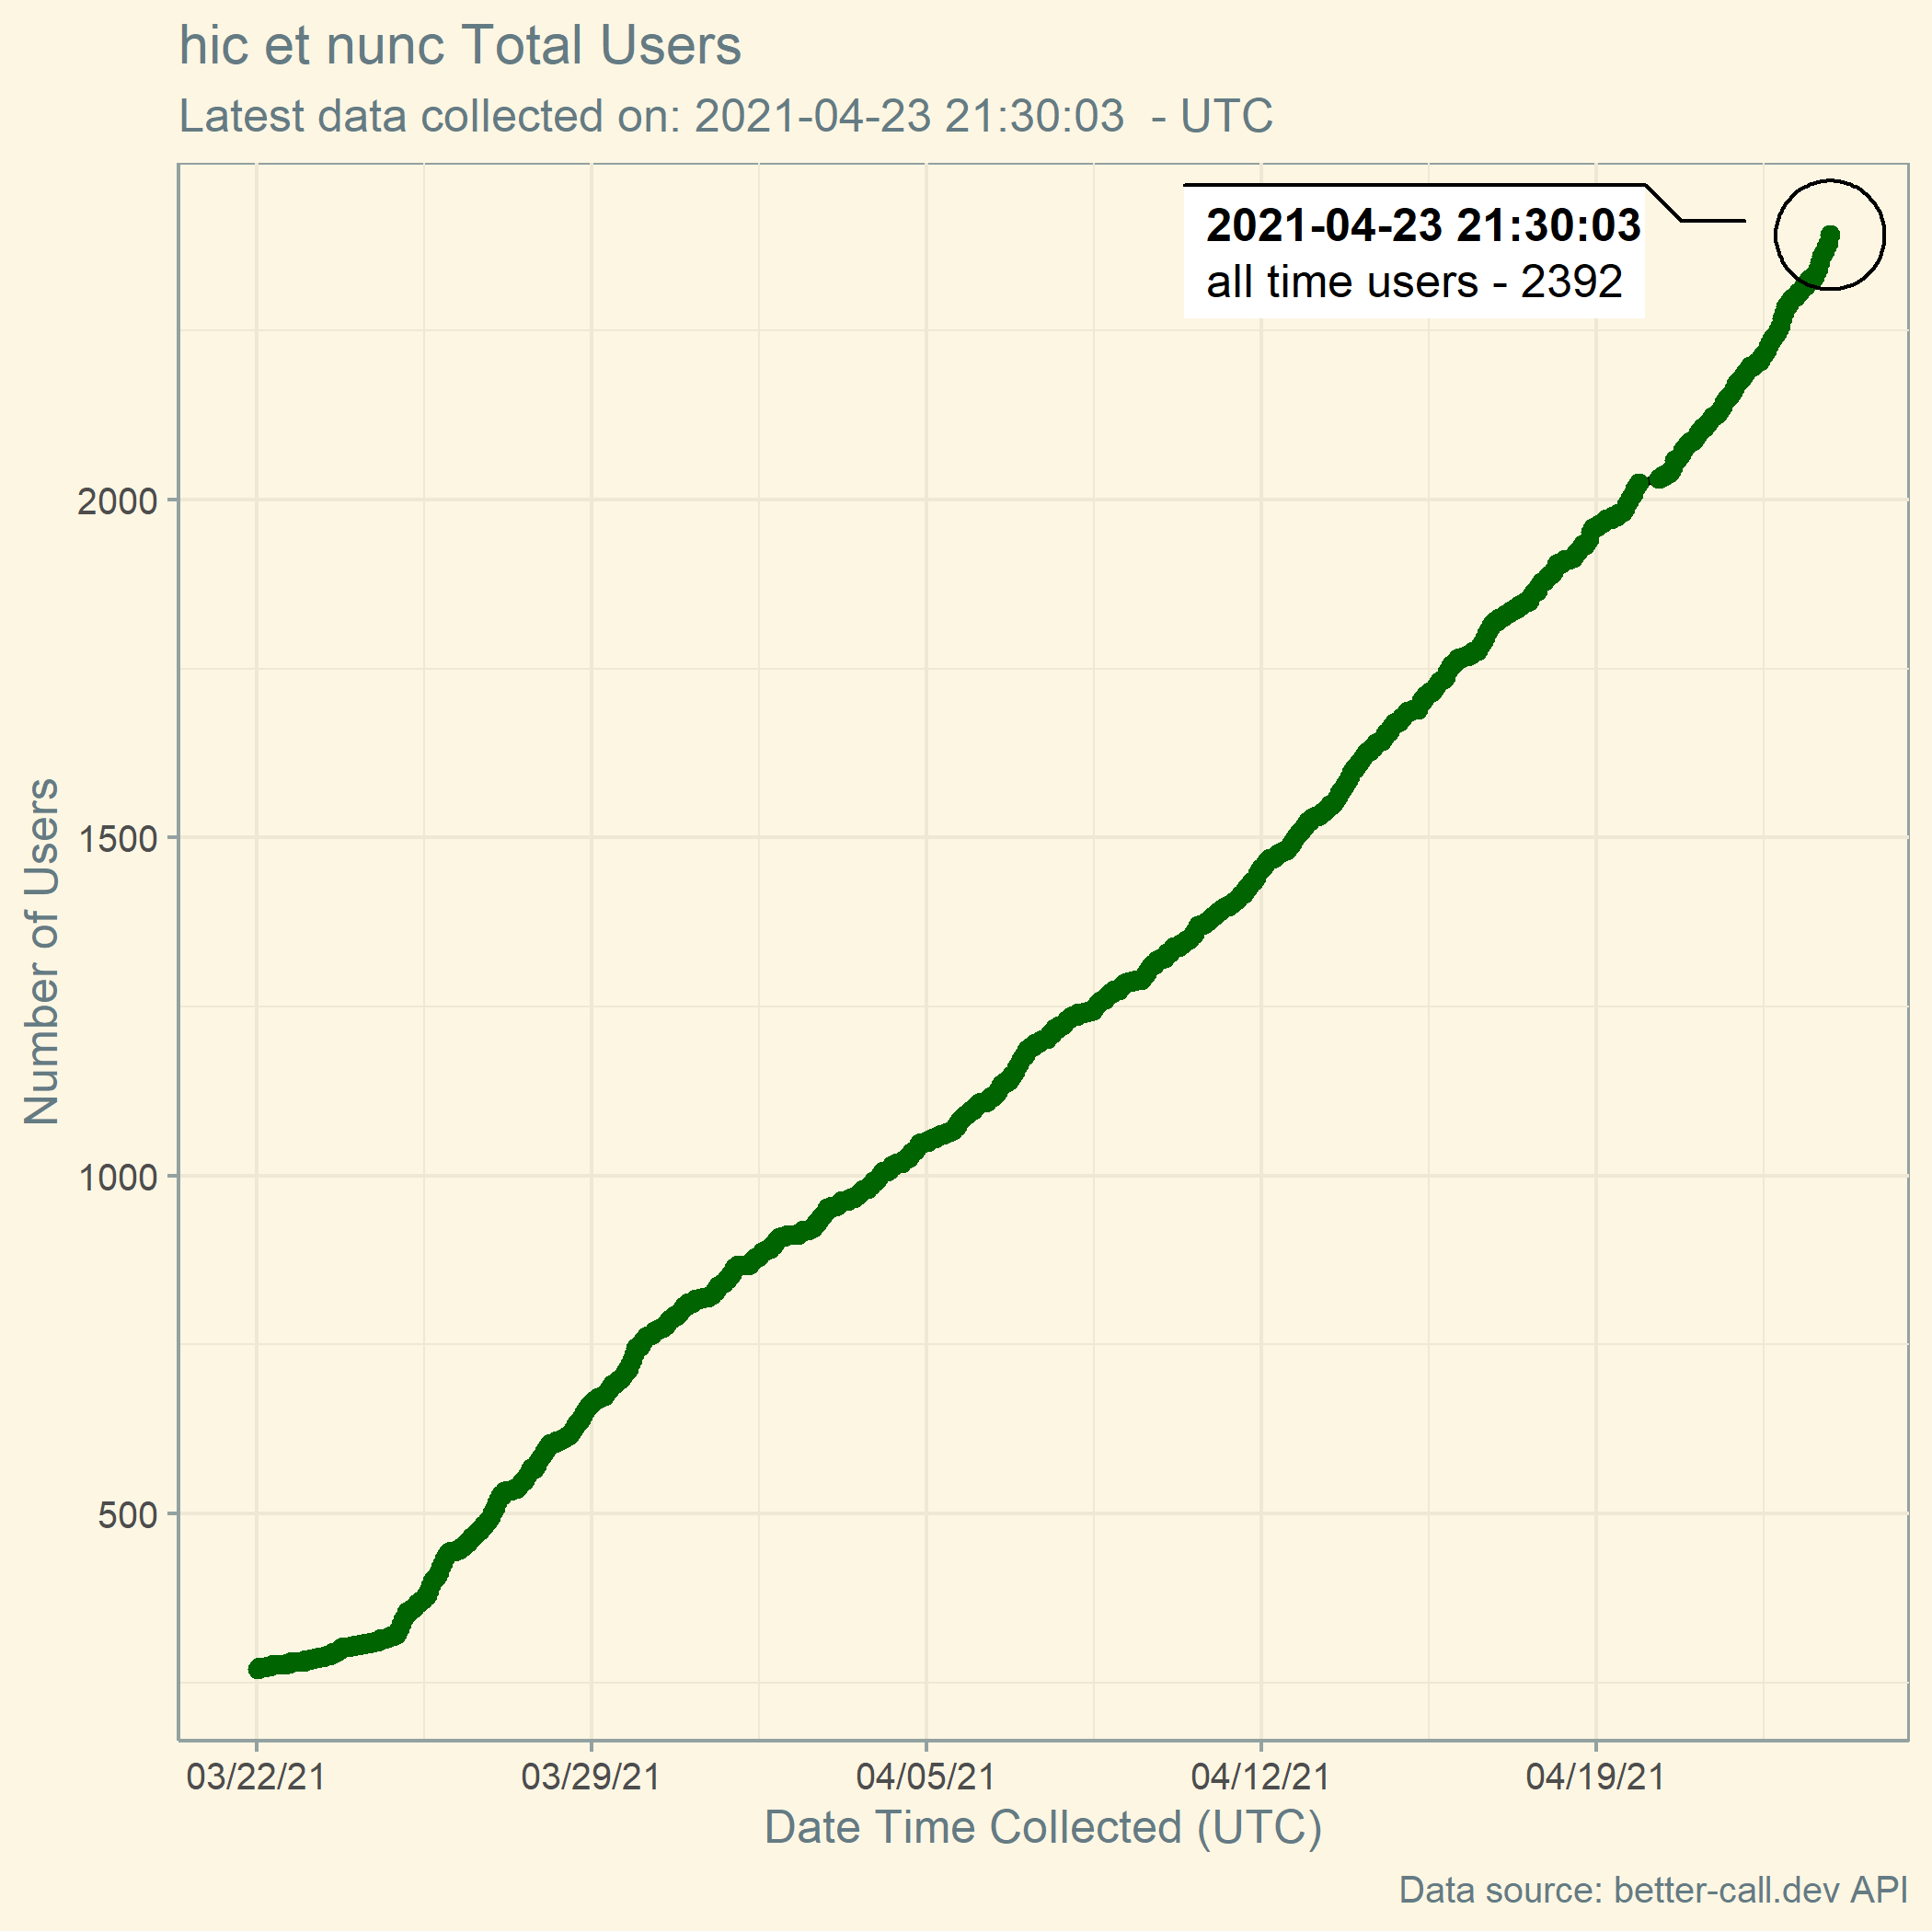 hic et nunc Total Users
Latest data collected on: 2021-04-23 21:30:03  - UTC
2021-04-23 21:30:03
all time users - 2392
Number of Users
2000
1500
1000
500
03/22/21
03/29/21
04/05/21
04/12/21
04/19/21
Date Time Collected (UTC)
Data source: better-call.dev API